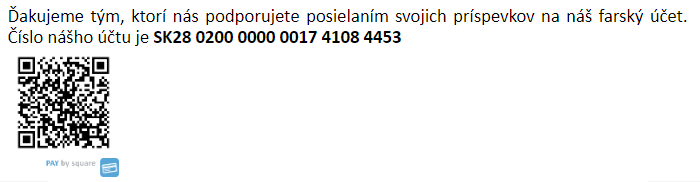 Ďakujeme tým, ktorí nás podporujete posielaním svojich príspevkov na náš farský účet.
Číslo nášho účtu je SK28 0200 0000 0017 4108 4453
PAY by square